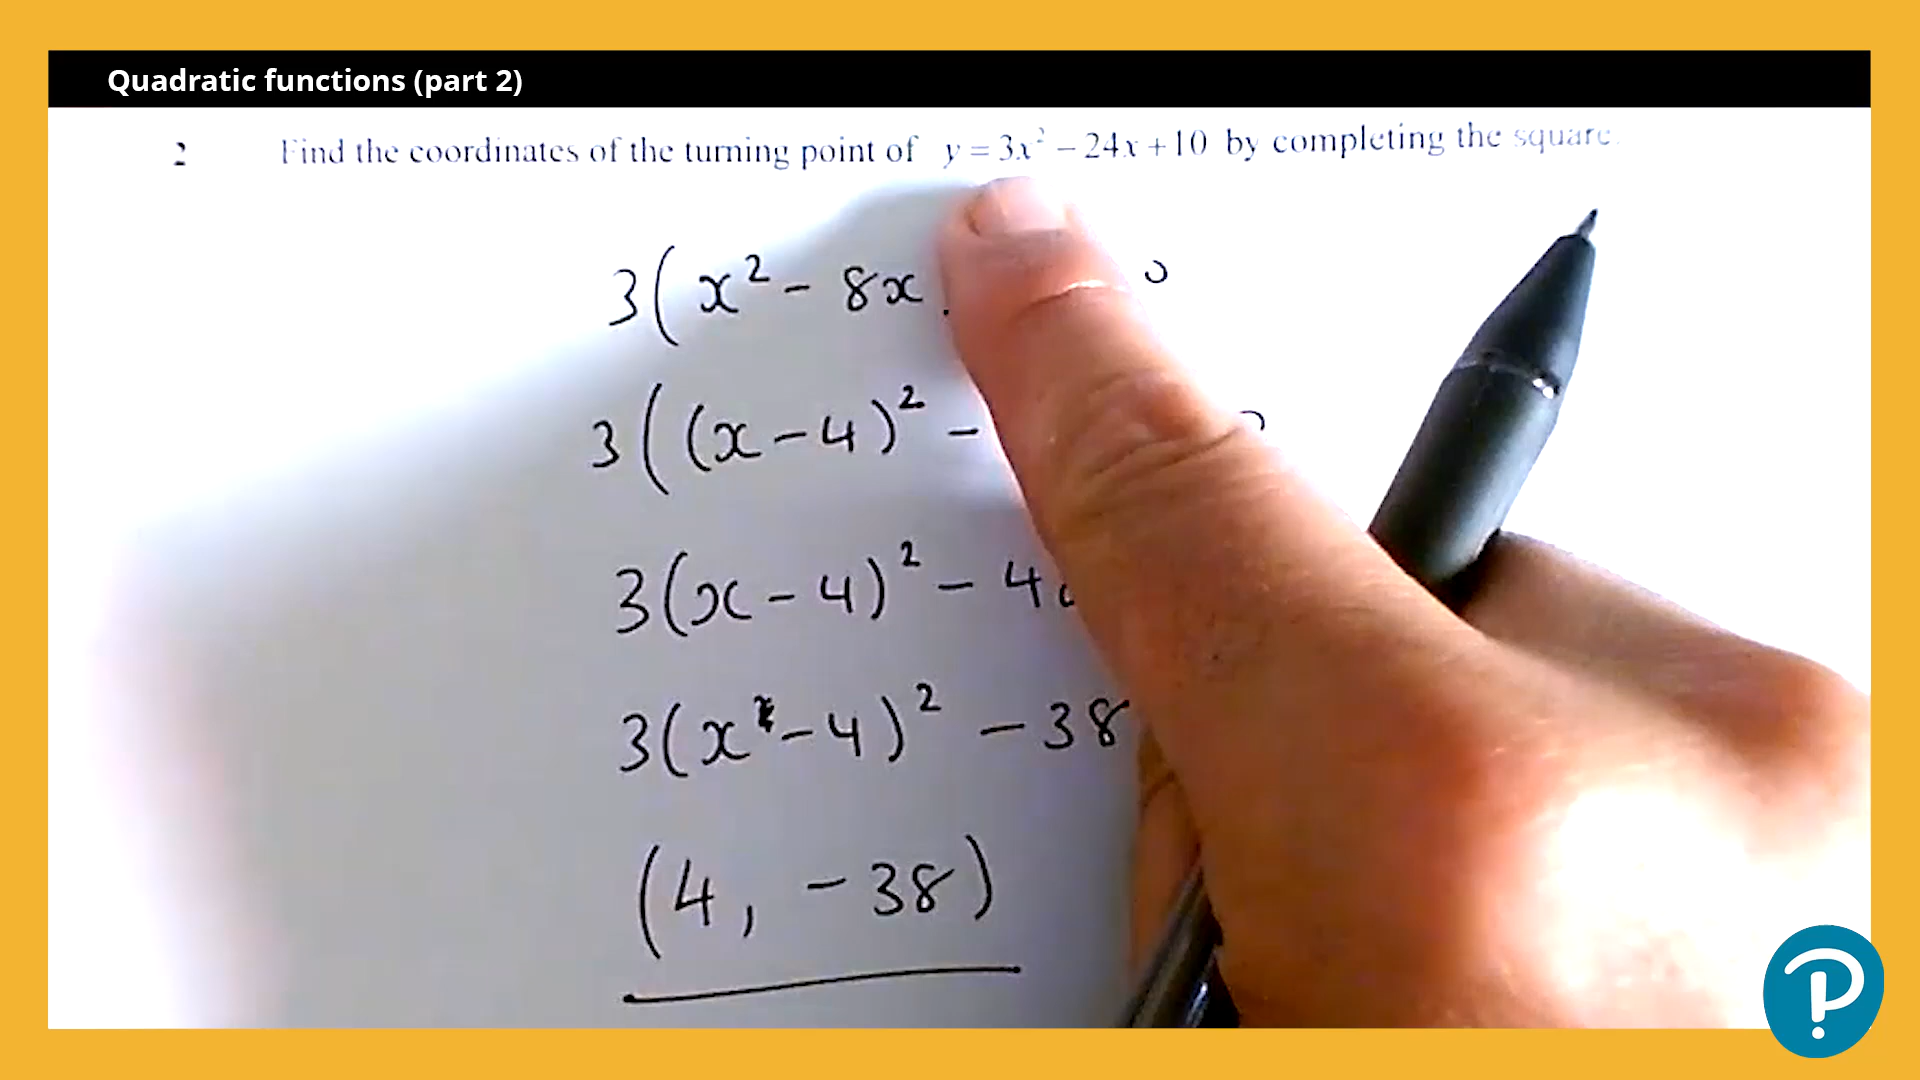 Quadratic functions (part 2)
2 Find the coordinates of the turning point of y = 3x² − 24x + 10 by completing the square.
3(x² − 8x
3((x − 4)² −
3(x − 4)² − 4
3(x − 4)² − 38
(4, − 38)
P